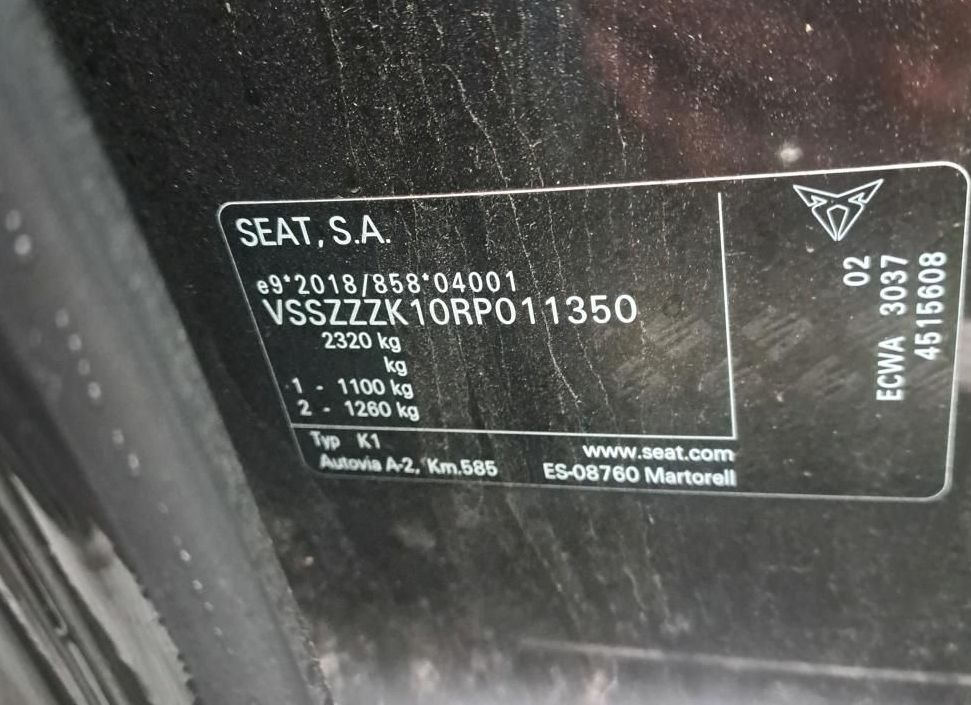 SEAT, S.A.
e9*2018/858*04001
VSSZZZK10RP011350
2320 kg
kg
1 - 1100 kg
2 - 1260 kg
Typ K1
Autovia A-2, Km.585
www.seat.com
ES-08760 Martorell
02
ECWA 3037
4515608